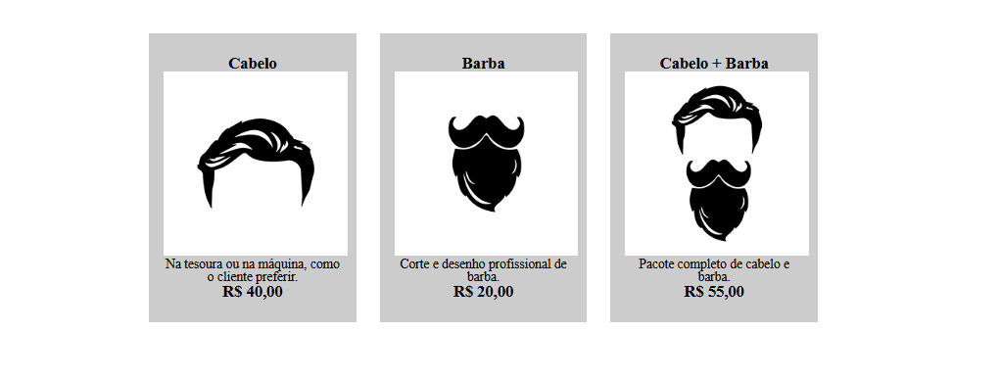 Cabelo
Na tesoura ou na máquina, como
o cliente preferir.
R$ 40,00
Barba
Corte e desenho profissional de
barba.
R$ 20,00
Cabelo + Barba
Pacote completo de cabelo e
barba.
R$ 55,00